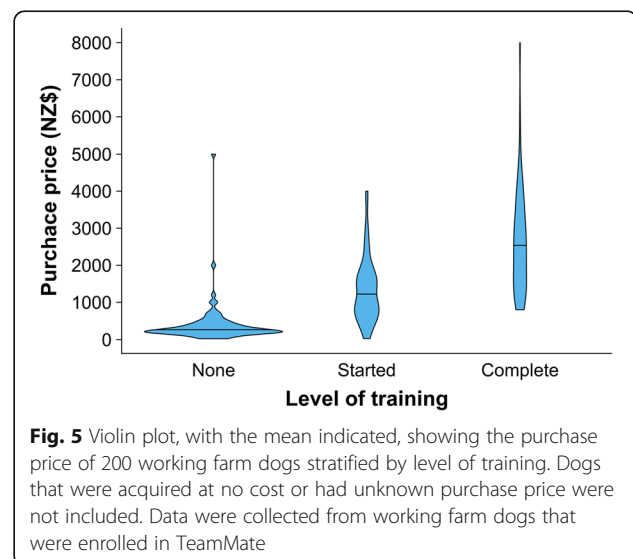 8000
7000
6000
5000
4000
3000
2000
1000
0
Purchace price (NZ$)
None Started Complete
Level of training
Fig. 5 Violin plot, with the mean indicated, showing the purchase
price of 200 working farm dogs stratified by level of training. Dogs
that were acquired at no cost or had unknown purchase price were
not included. Data were collected from working farm dogs that
were enrolled in TeamMate